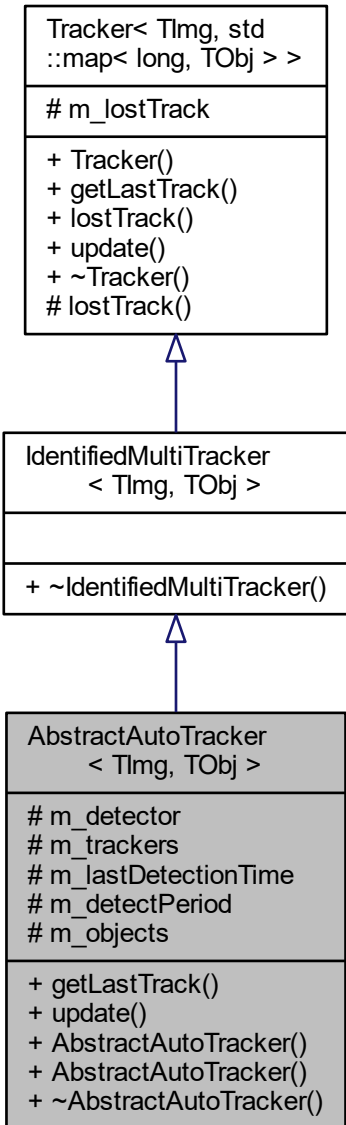 Tracker< TImg, std
::map< long, TObj > >
# m_lostTrack
+ Tracker()
+ getLastTrack()
+ lostTrack()
+ update()
+ ~Tracker()
# lostTrack()
IdentifiedMultiTracker
< TImg, TObj >
+ ~IdentifiedMultiTracker()
AbstractAutoTracker
< TImg, TObj >
# m_detector
# m_trackers
# m_lastDetectionTime
# m_detectPeriod
# m_objects
+ getLastTrack()
+ update()
+ AbstractAutoTracker()
+ AbstractAutoTracker()
+ ~AbstractAutoTracker()